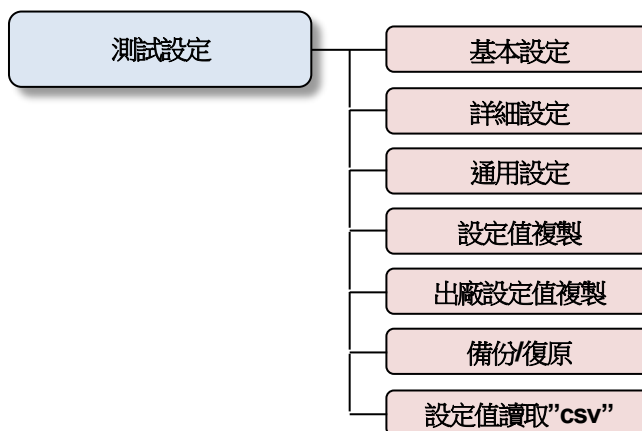 測試設定
基本設定
詳細設定
通用設定
設定值複製
出廠設定值複製
備份/復原
設定值讀取”csv”